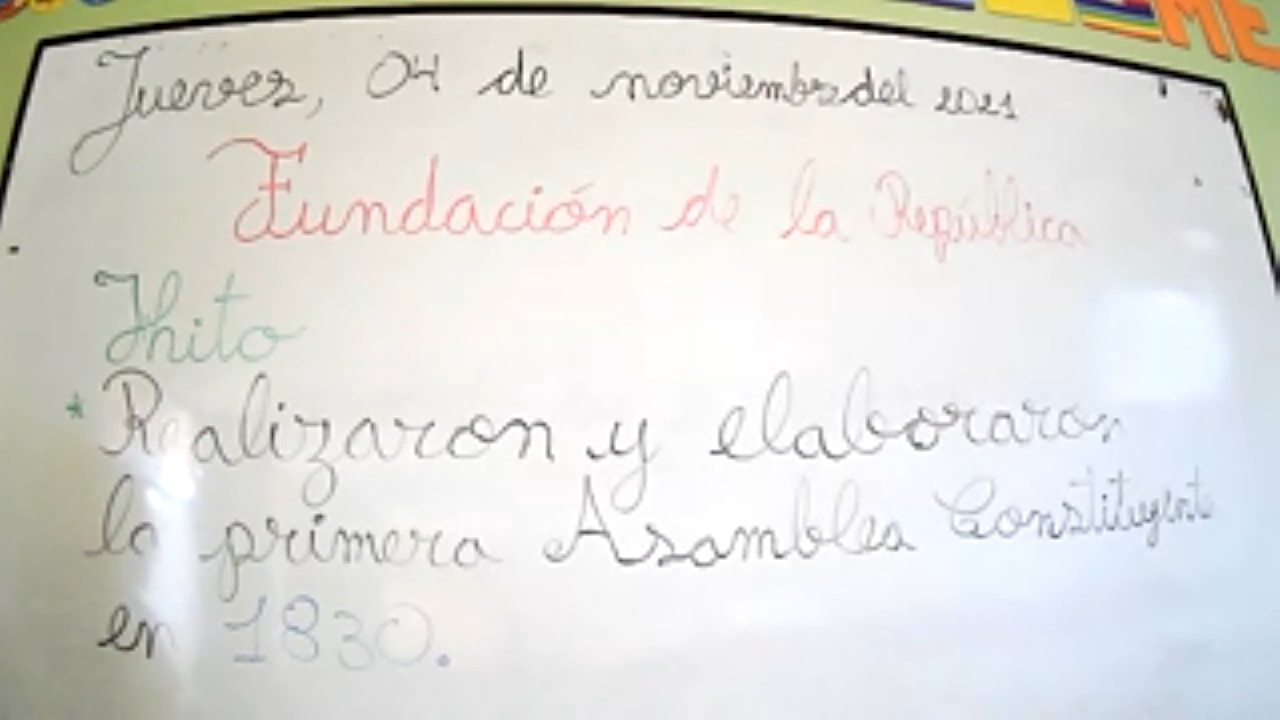 ME
Jueves, 04 de noviembre del 2021
Fundación de la República
Hito
* Realizaron y elaboraron
la primera Asamblea Constituyente
en 1830.